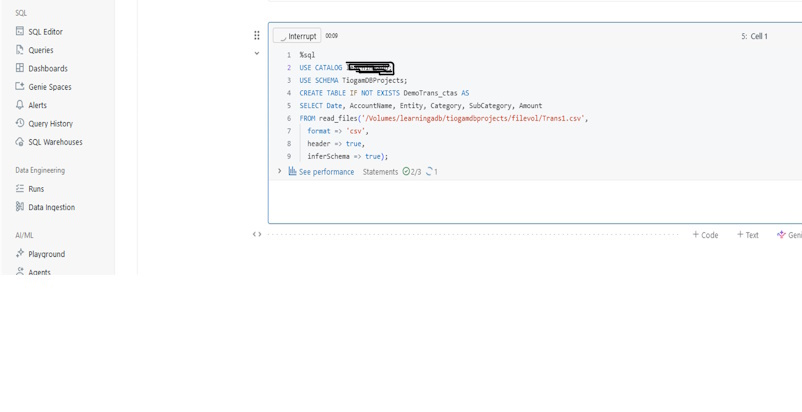 SQL
SQL Editor
Queries
Dashboards
Genie Spaces
Alerts
Query History
SQL Warehouses
Data Engineering
Runs
Data Ingestion
AI/ML
Playground
Agents
Interrupt 00:09
5: Cell 1
1 %sql
2 USE CATALOG
3 USE SCHEMA TiogamDBProjects;
4 CREATE TABLE IF NOT EXISTS DemoTrans_ctas AS
5 SELECT Date, AccountName, Entity, Category, SubCategory, Amount
6 FROM read_files('/Volumes/learningadb/tiogamdbprojects/filevol/Trans1.csv',
7 format => 'csv',
8 header => true,
9 inferSchema => true);
See performance Statements 2/3 1
+ Code + Text Geni